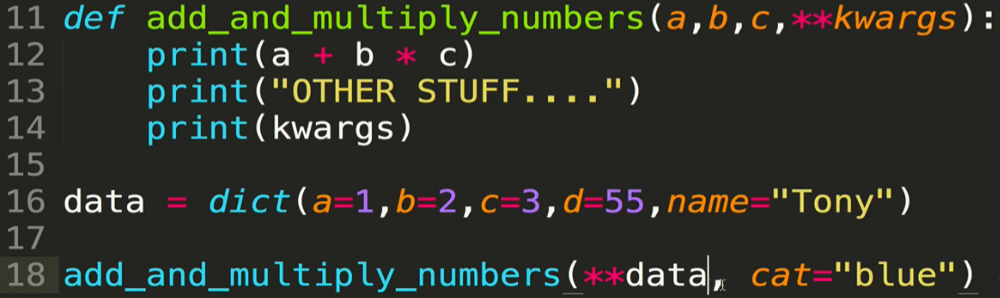 11 def add_and_multiply_numbers(a,b,c,**kwargs):
12     print(a + b * c)
13     print("OTHER STUFF....")
14     print(kwargs)
15
16 data = dict(a=1,b=2,c=3,d=55,name="Tony")
17
18 add_and_multiply_numbers(**data, cat="blue")